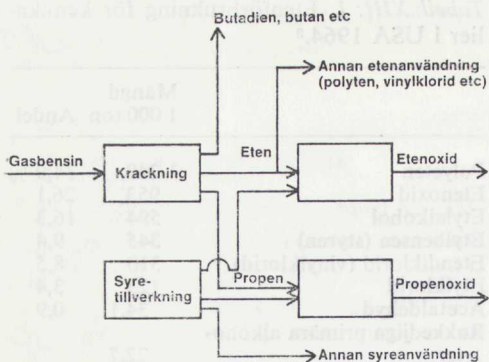 Butadien, butan etc
Annan etenanvändning
(polyten, vinylklorid etc)
Gasbensin
Krackning
Eten
Etenoxid
Syre-
tillverkning
Propen
Propenoxid
Annan syreanvändning